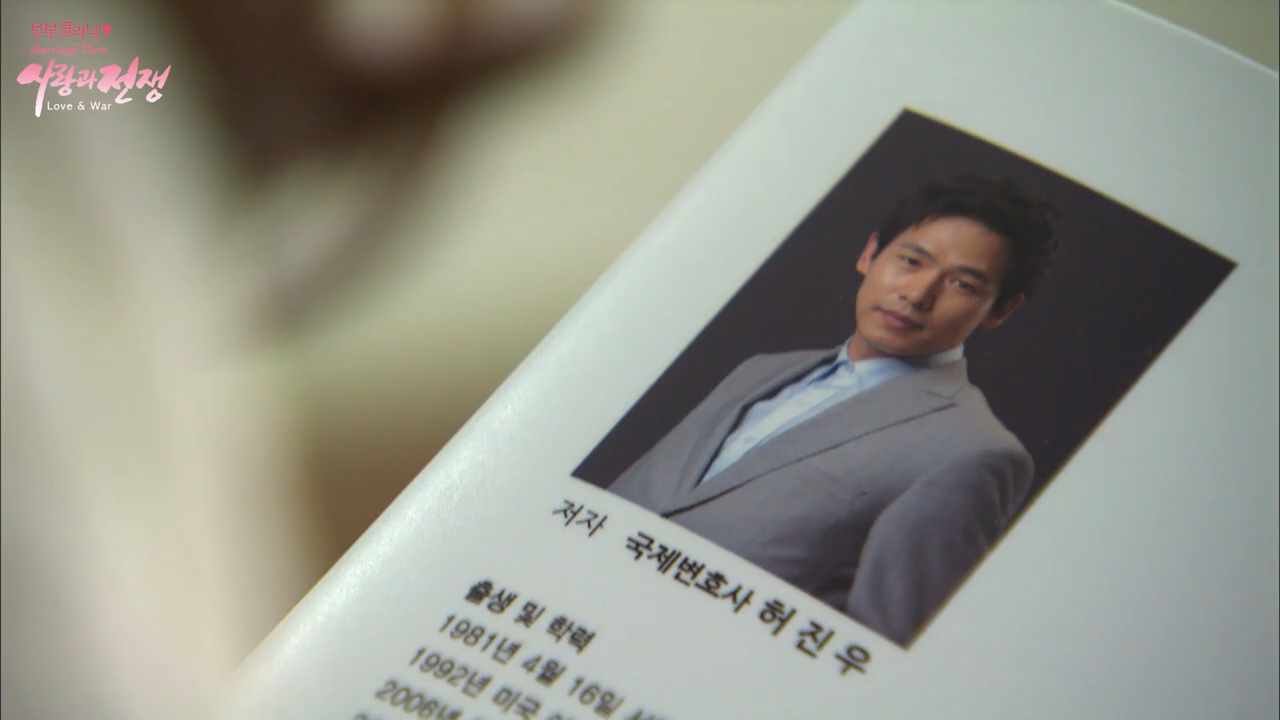 부부클리닉
Marriage Clinic
사랑과 전쟁
Love & War
저자 국제변호사 허진우
출생 및 학력
1981년 4월 16일
1992년 미국
2006년